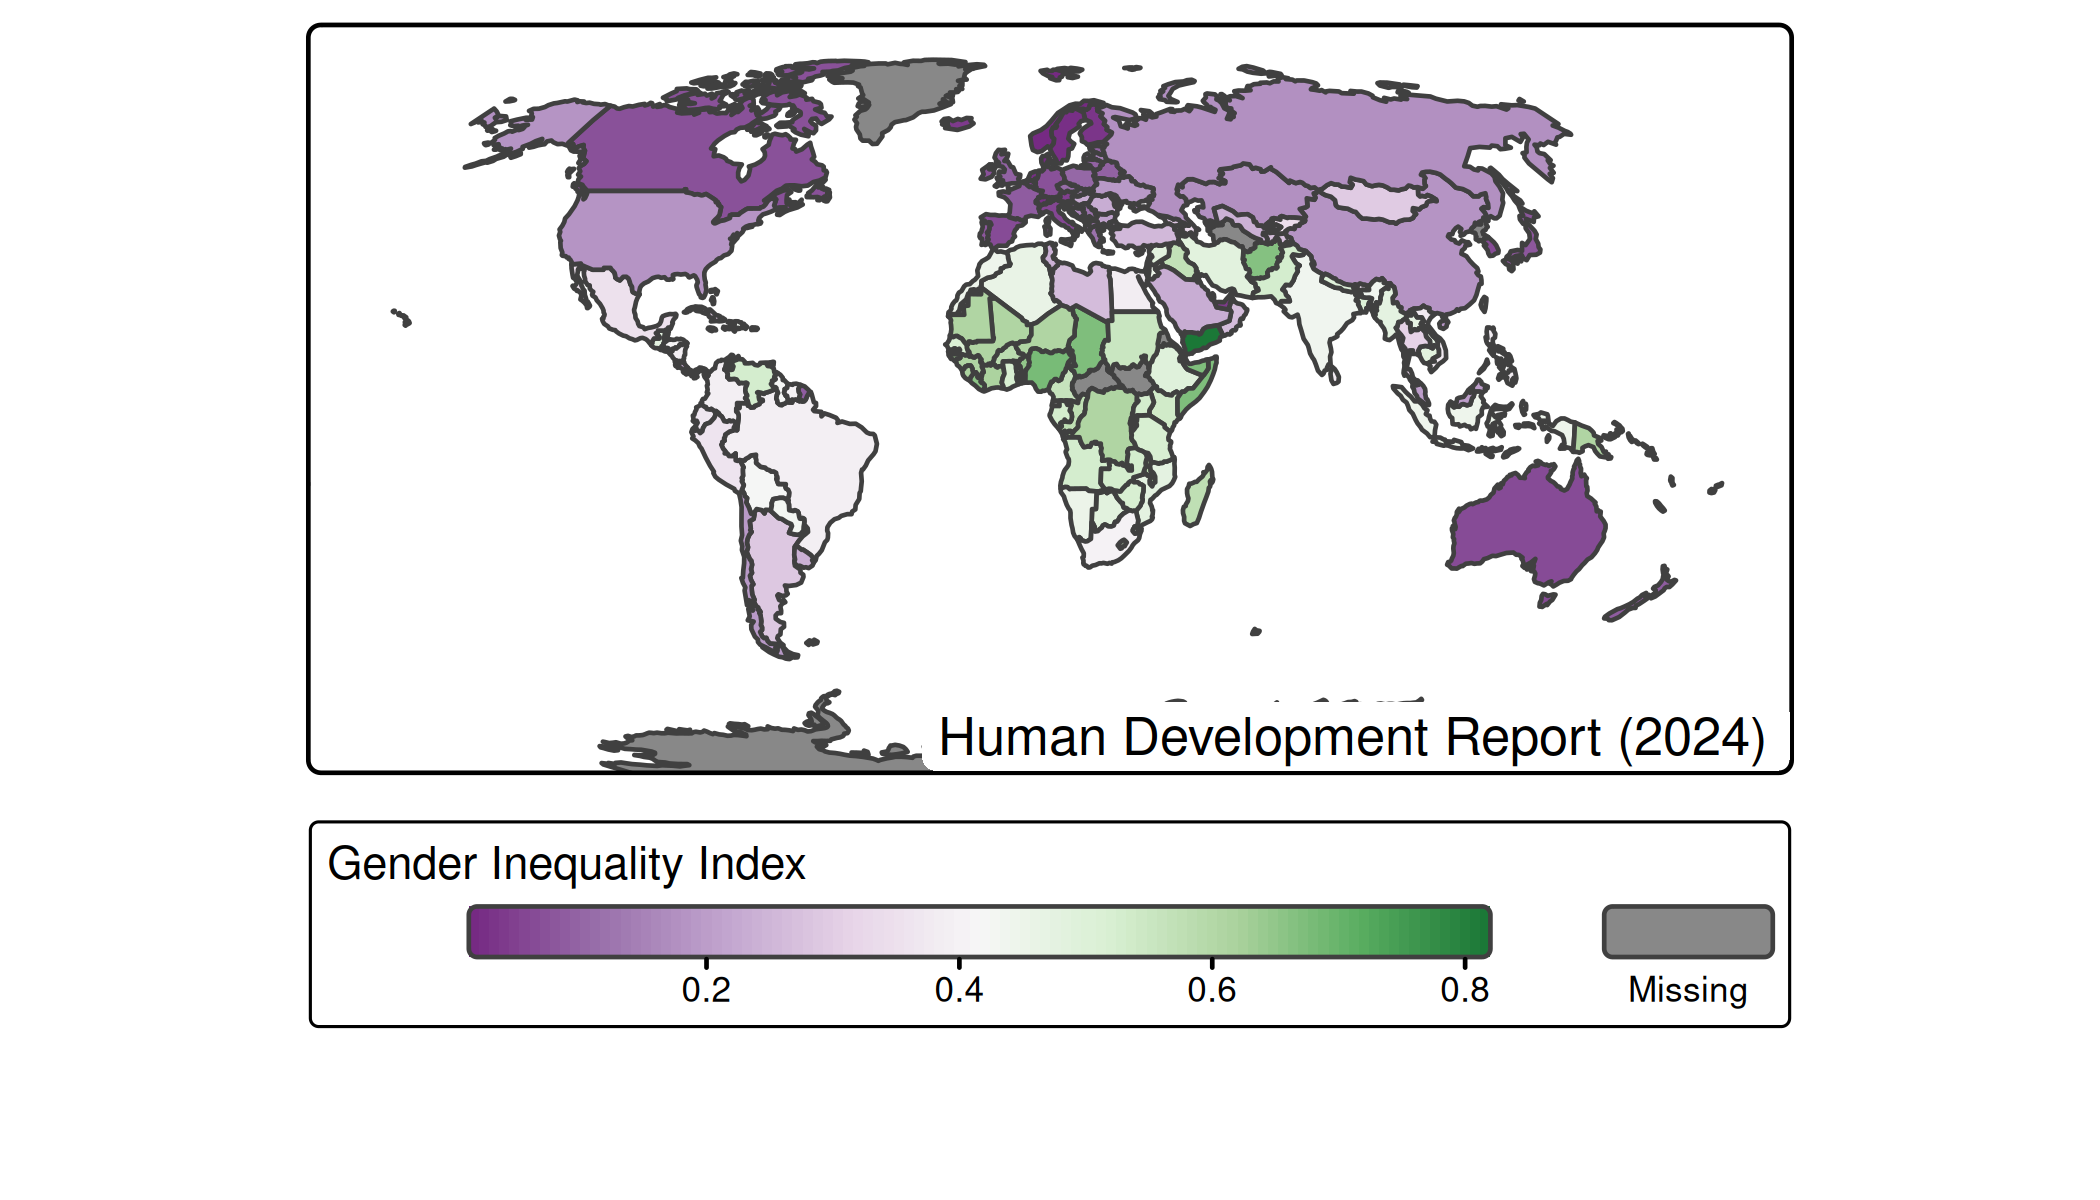 Human Development Report (2024)
Gender Inequality Index
0.2 0.4 0.6 0.8 Missing